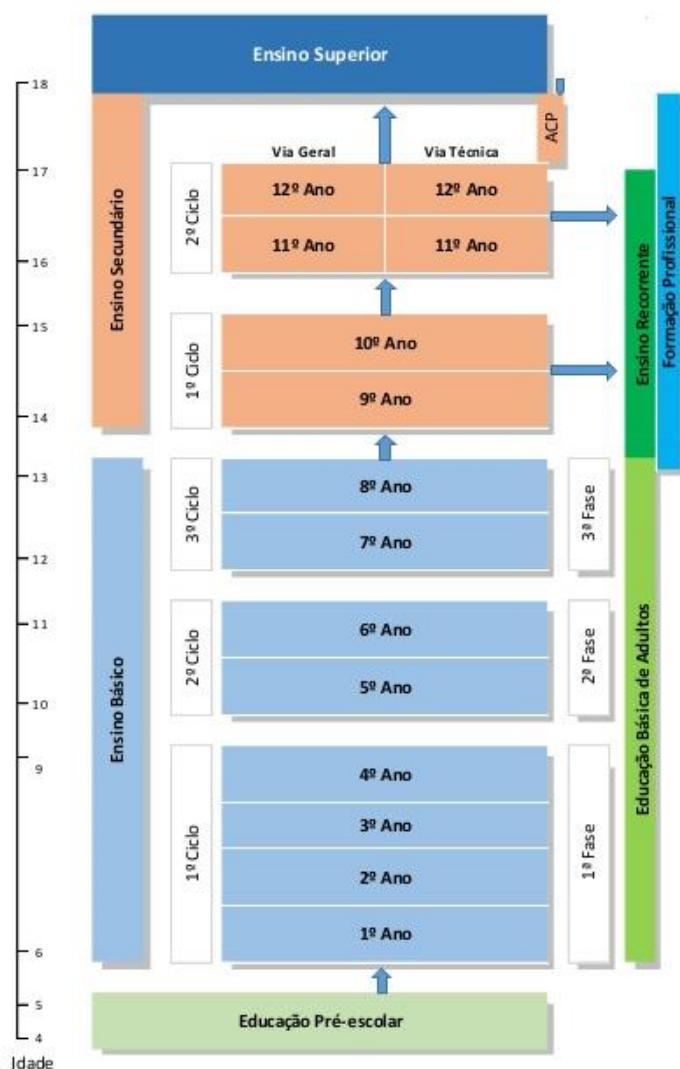 Ensino Superior
18
ACP
Via Geral
Via Técnica
17
12º Ano
12º Ano
2º Ciclo
11º Ano
11º Ano
16
Ensino Secundário
15
10º Ano
1º Ciclo
9º Ano
14
Ensino Recorrente
Formação Profissional
13
8º Ano
3º Ciclo
7º Ano
3ª Fase
12
11
6º Ano
2º Ciclo
5º Ano
2ª Fase
10
Ensino Básico
Educação Básica de Adultos
9
4º Ano
3º Ano
1º Ciclo
2º Ano
1º Ano
1ª Fase
6
5
Educação Pré-escolar
4
Idade